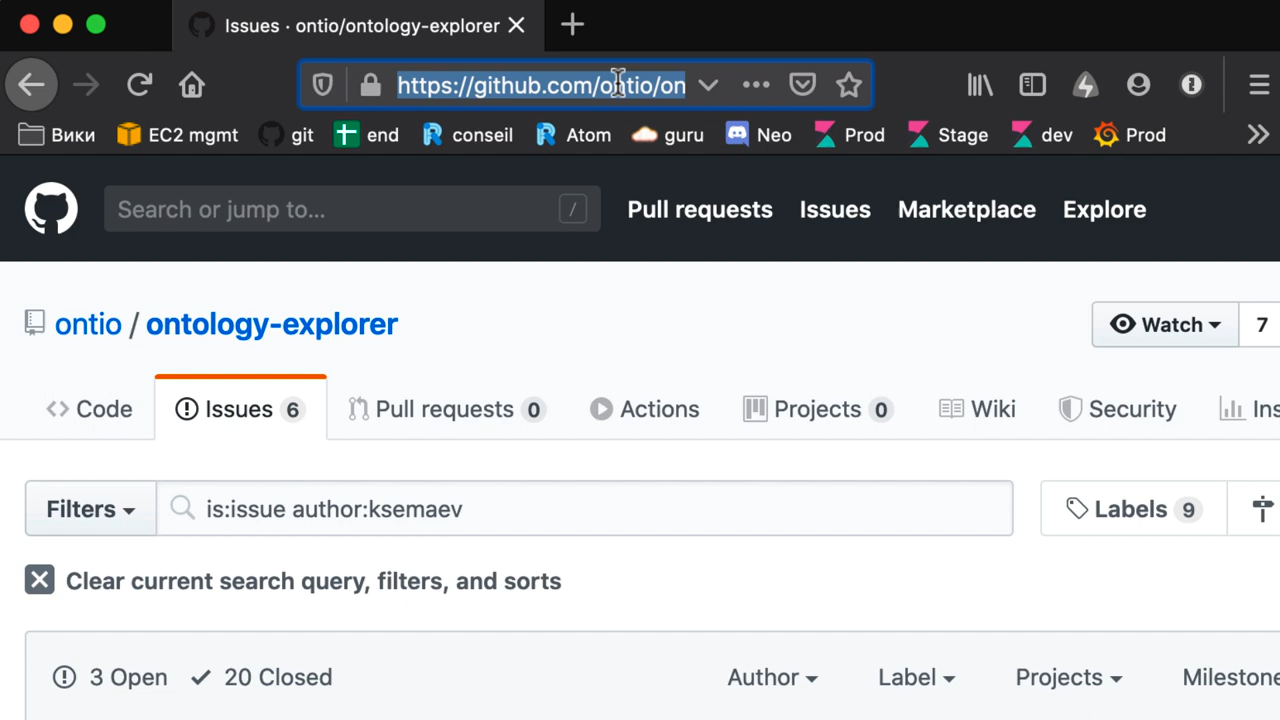 Issues · ontio/ontology-explorer
https://github.com/ontio/on
Вики EC2 mgmt git end conseil Atom guru Neo Prod Stage dev Prod
Search or jump to... / Pull requests Issues Marketplace Explore
ontio / ontology-explorer Watch 7
Code Issues 6 Pull requests 0 Actions Projects 0 Wiki Security Ins
Filters is:issue author:ksemaev Labels 9
Clear current search query, filters, and sorts
3 Open 20 Closed Author Label Projects Milestone